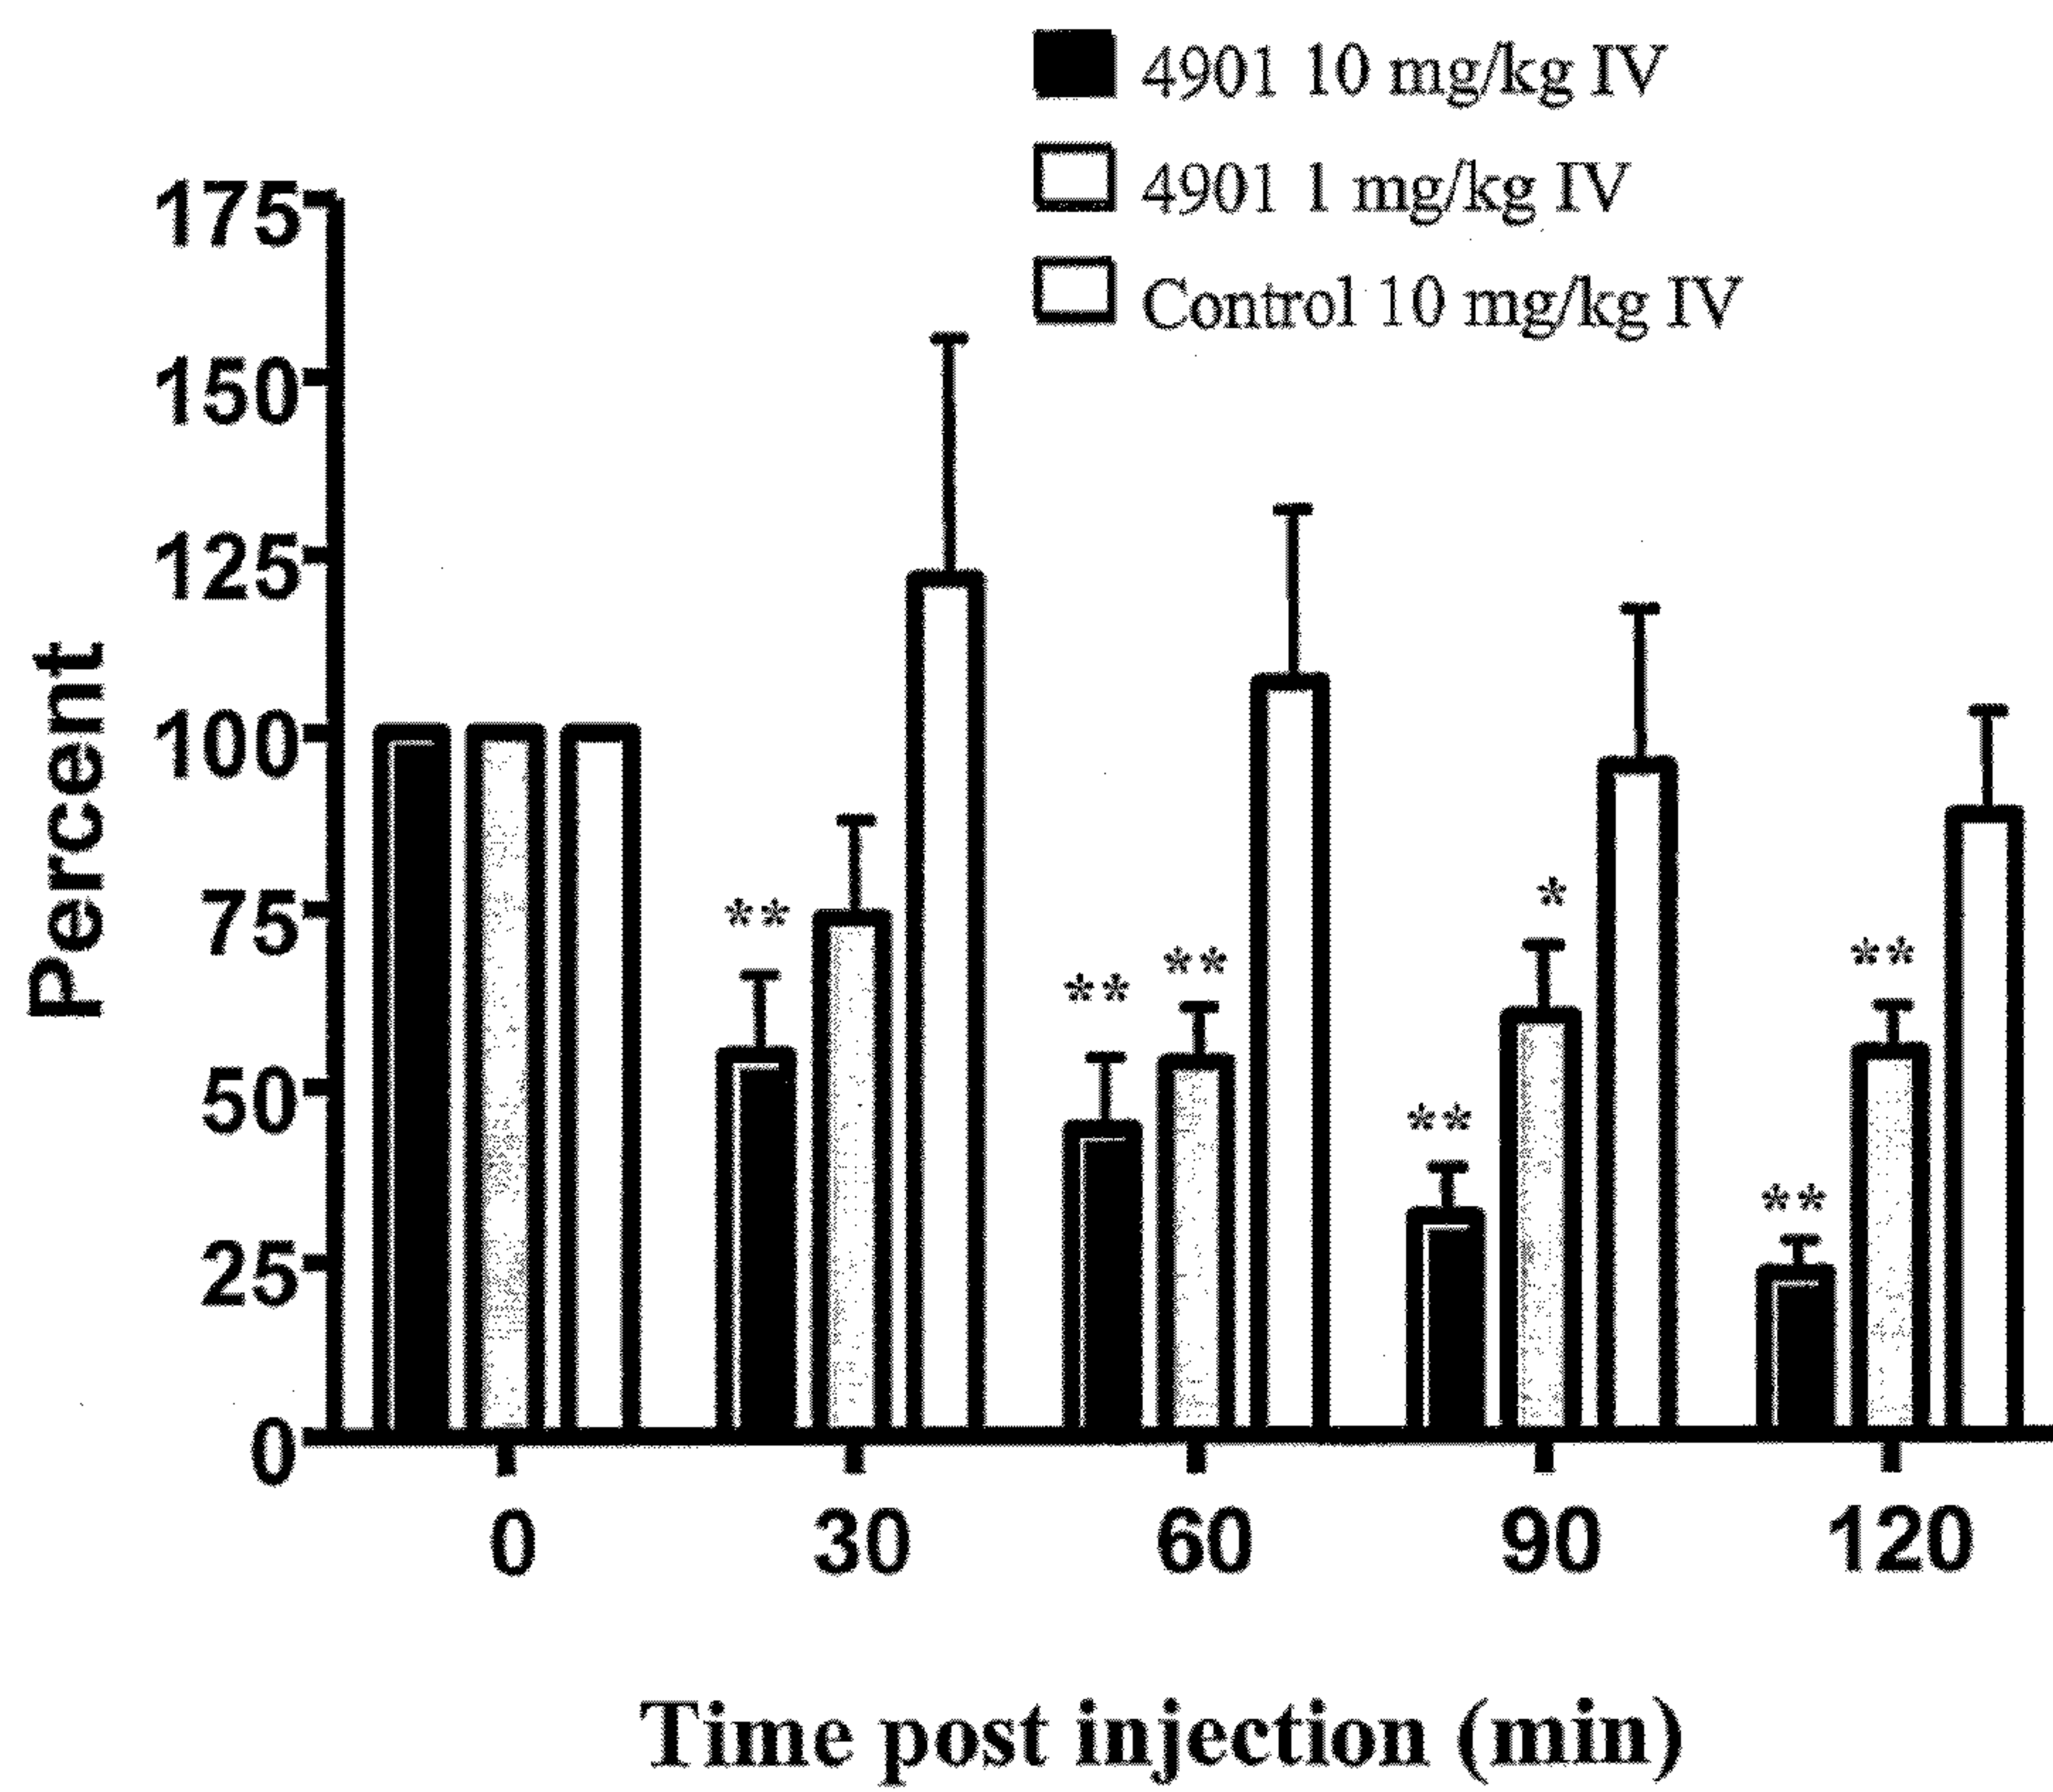 4901 10 mg/kg IV
4901 1 mg/kg IV
Control 10 mg/kg IV
175
150
125
100
75
50
25
0
Percent
**
**
**
**
*
**
**
0 30 60 90 120
Time post injection (min)